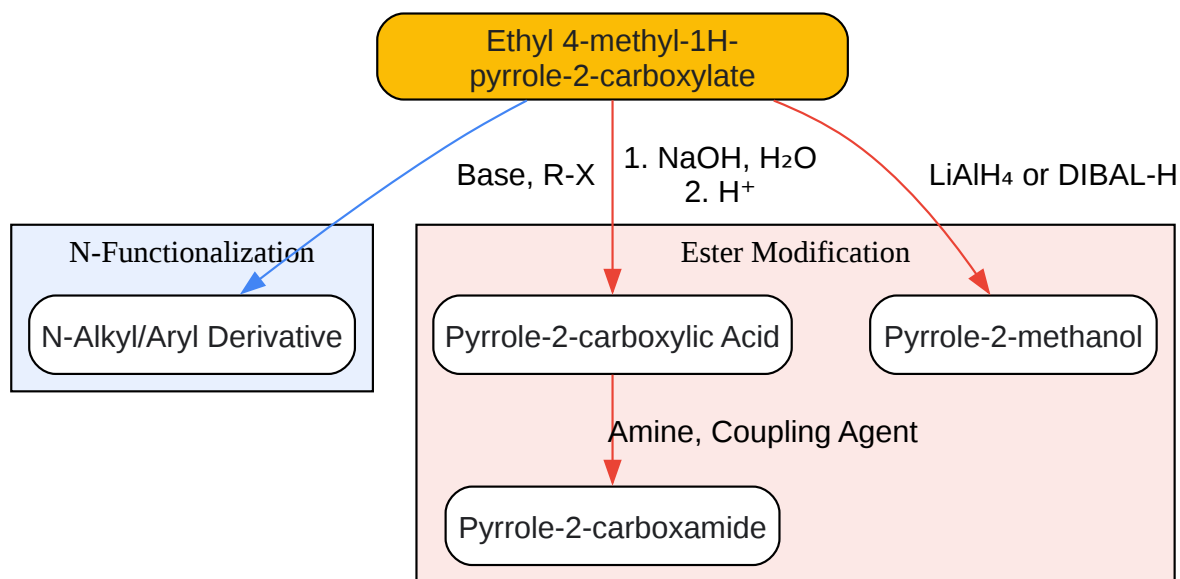 Ethyl 4-methyl-1H-
pyrrole-2-carboxylate
Base, R-X
1. NaOH, H₂O
2. H⁺
LiAlH₄ or DIBAL-H
N-Functionalization
Ester Modification
N-Alkyl/Aryl Derivative
Pyrrole-2-carboxylic Acid
Pyrrole-2-methanol
Amine, Coupling Agent
Pyrrole-2-carboxamide